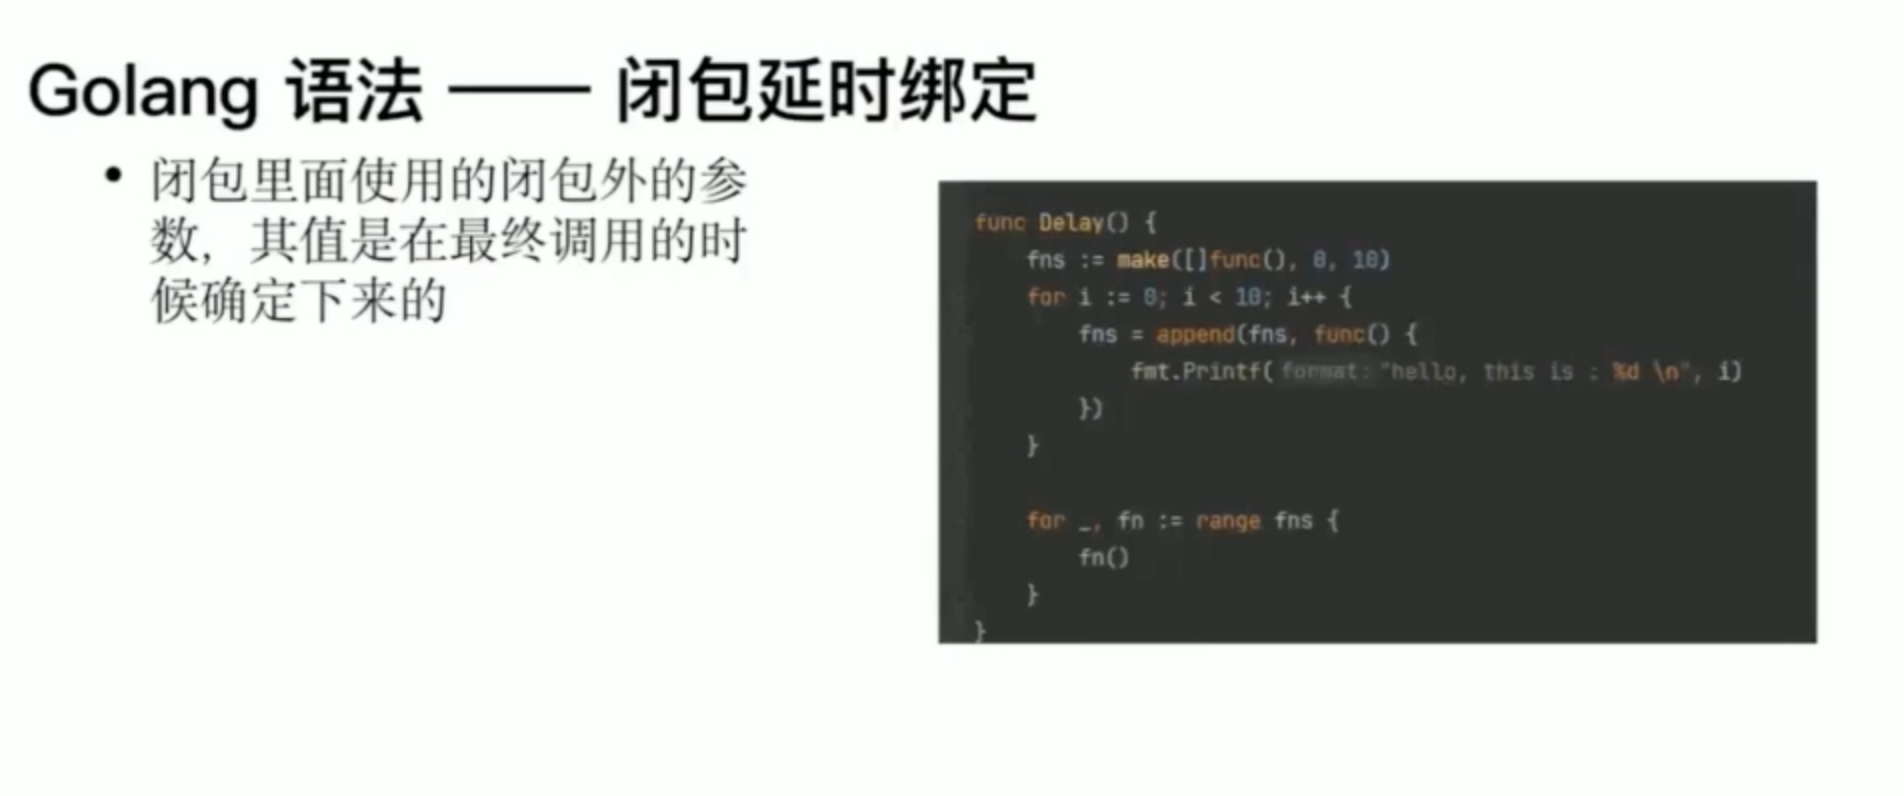 Golang 语法 —— 闭包延时绑定
• 闭包里面使用的闭包外的参
数，其值是在最终调用的时
候确定下来的
func Delay() {
    fns := make([]func(), 0, 10)
    for i := 0; i < 10; i++ {
        fns = append(fns, func() {
            fmt.Printf( format: "hello, this is : %d \n", i)
        })
    }

    for _, fn := range fns {
        fn()
    }
}